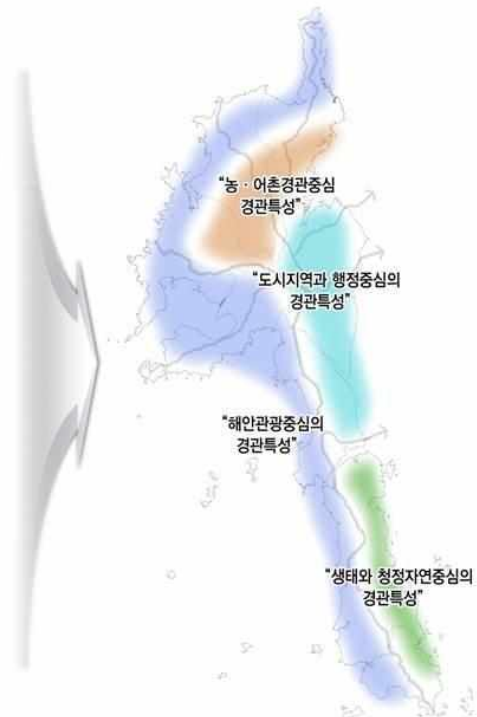 “농 · 어촌경관중심
경관특성”
“도시지역과 행정중심의
경관특성”
“해안관광중심의
경관특성”
“생태와 청정자연중심의
경관특성”